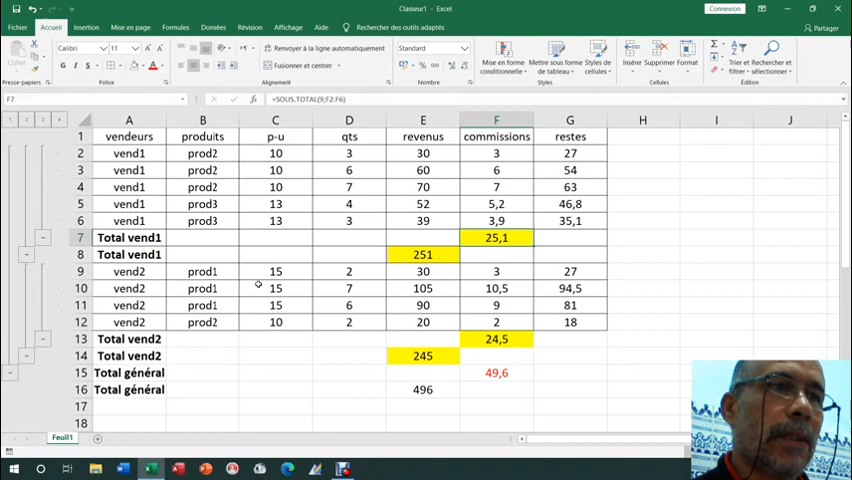 Classeur1 - Excel
Connexion
Fichier Accueil Insertion Mise en page Formules Données Révision Affichage Aide Rechercher des outils adaptés Partager
Coller
Calibri 11
Renvoyer à la ligne automatiquement
Standard
G I S
Fusionner et centrer
% 000
Mise en forme conditionnelle
Mettre sous forme de tableau
Styles de cellules
Insérer Supprimer Format
Trier et filtrer
Rechercher et sélectionner
Presse-papiers Police Alignement Nombre Styles Cellules Édition
F7 fx =SOUS.TOTAL(9;F2:F6)
1 2 3 4 A B C D E F G H I J
1 vendeurs produits p-u qts revenus commissions restes
2 vend1 prod2 10 3 30 3 27
3 vend1 prod2 10 6 60 6 54
4 vend1 prod2 10 7 70 7 63
5 vend1 prod3 13 4 52 5,2 46,8
6 vend1 prod3 13 3 39 3,9 35,1
7 Total vend1 25,1
8 Total vend1 251
9 vend2 prod1 15 2 30 3 27
10 vend2 prod1 15 7 105 10,5 94,5
11 vend2 prod1 15 6 90 9 81
12 vend2 prod2 10 2 20 2 18
13 Total vend2 24,5
14 Total vend2 245
15 Total général 49,6
16 Total général 496
17
18
Feuil1